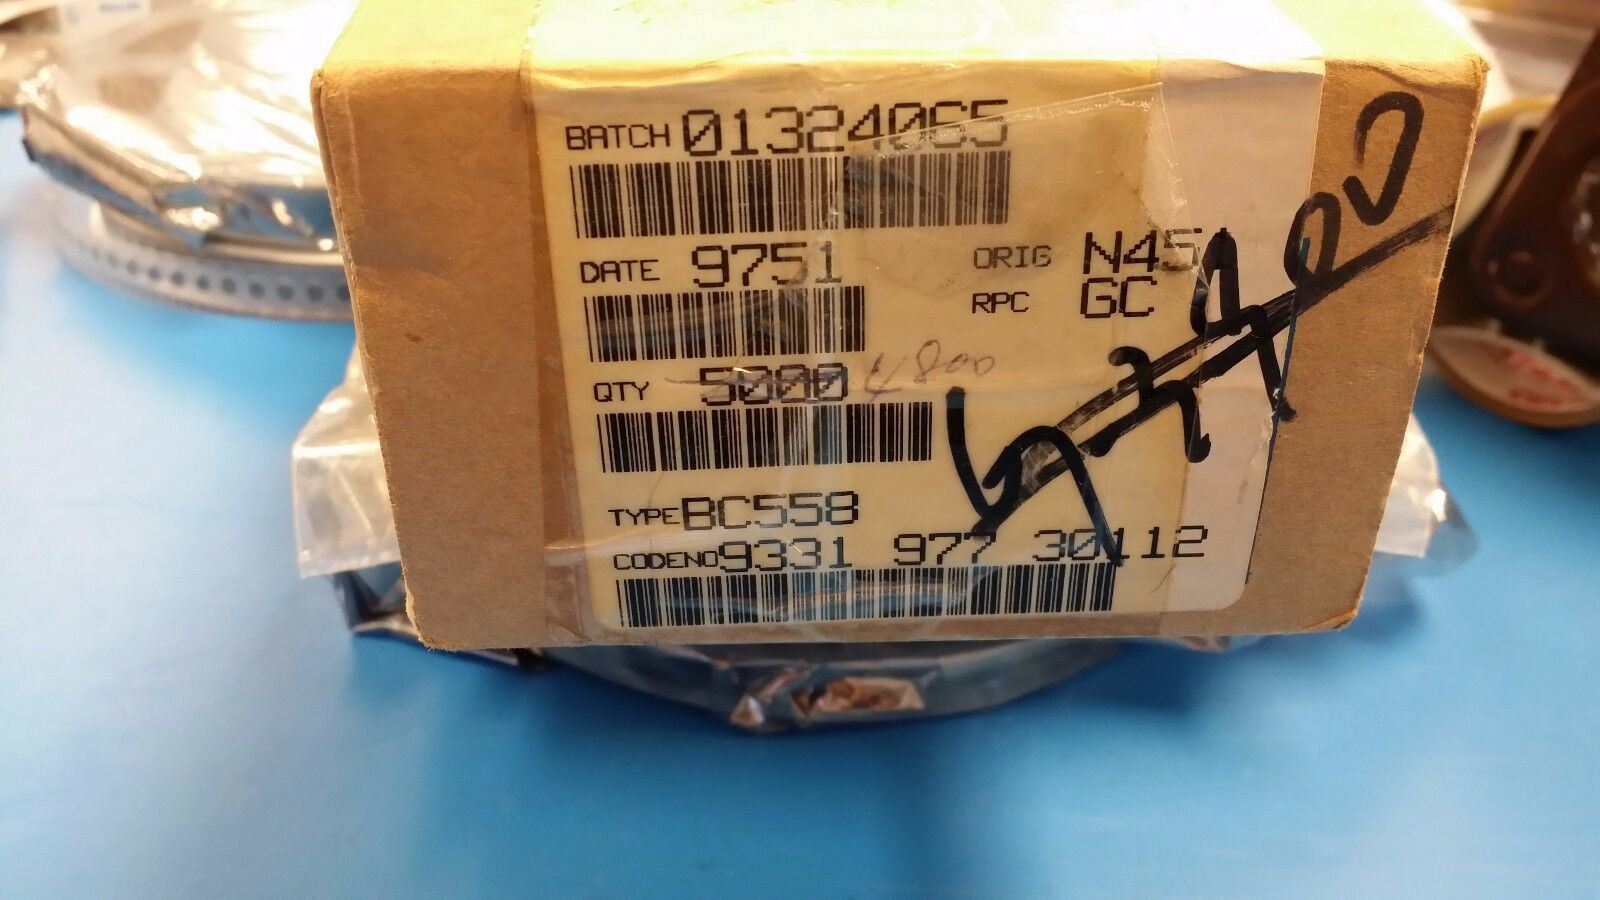 BATCH 01324065
DATE 9751
ORIG N45
RPC GC
QTY 5000 4800
TYPE BC558
CODENO 9331 977 30112